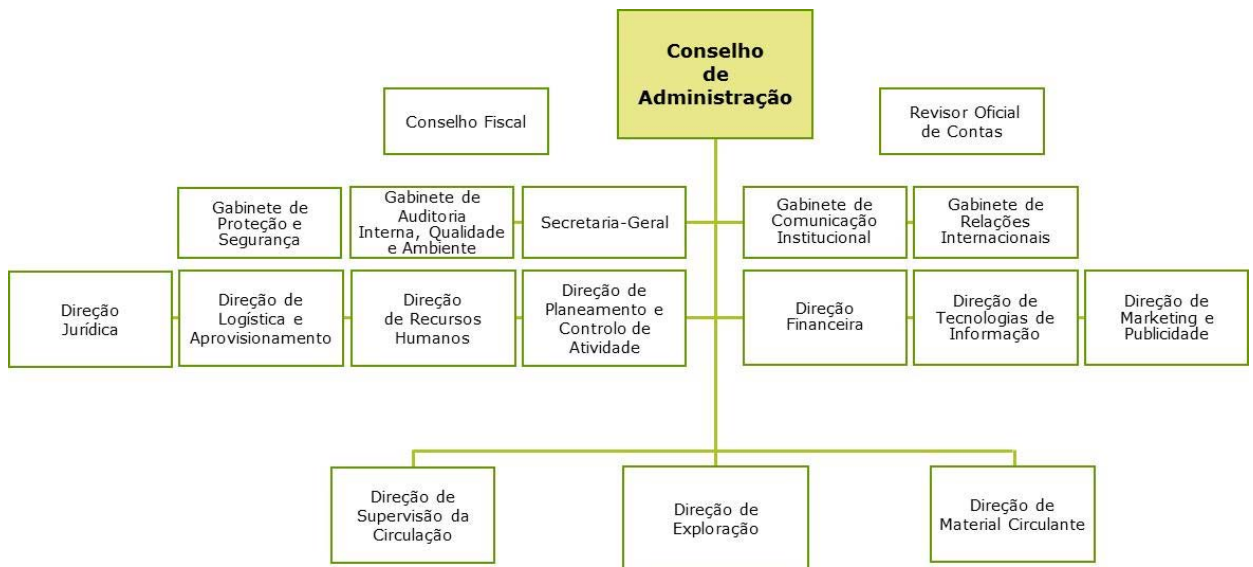 Conselho
de
Administração
Conselho Fiscal
Revisor Oficial
de Contas
Gabinete de
Proteção e
Segurança
Gabinete de
Auditoria
Interna, Qualidade
e Ambiente
Secretaria-Geral
Gabinete de
Comunicação
Institucional
Gabinete de
Relações
Internacionais
Direção
Jurídica
Direção de
Logística e
Aprovisionamento
Direção
de Recursos
Humanos
Direção de
Planeamento e
Controlo de
Atividade
Direção
Financeira
Direção de
Tecnologias de
Informação
Direção de
Marketing e
Publicidade
Direção de
Supervisão da
Circulação
Direção de
Exploração
Direção de
Material Circulante